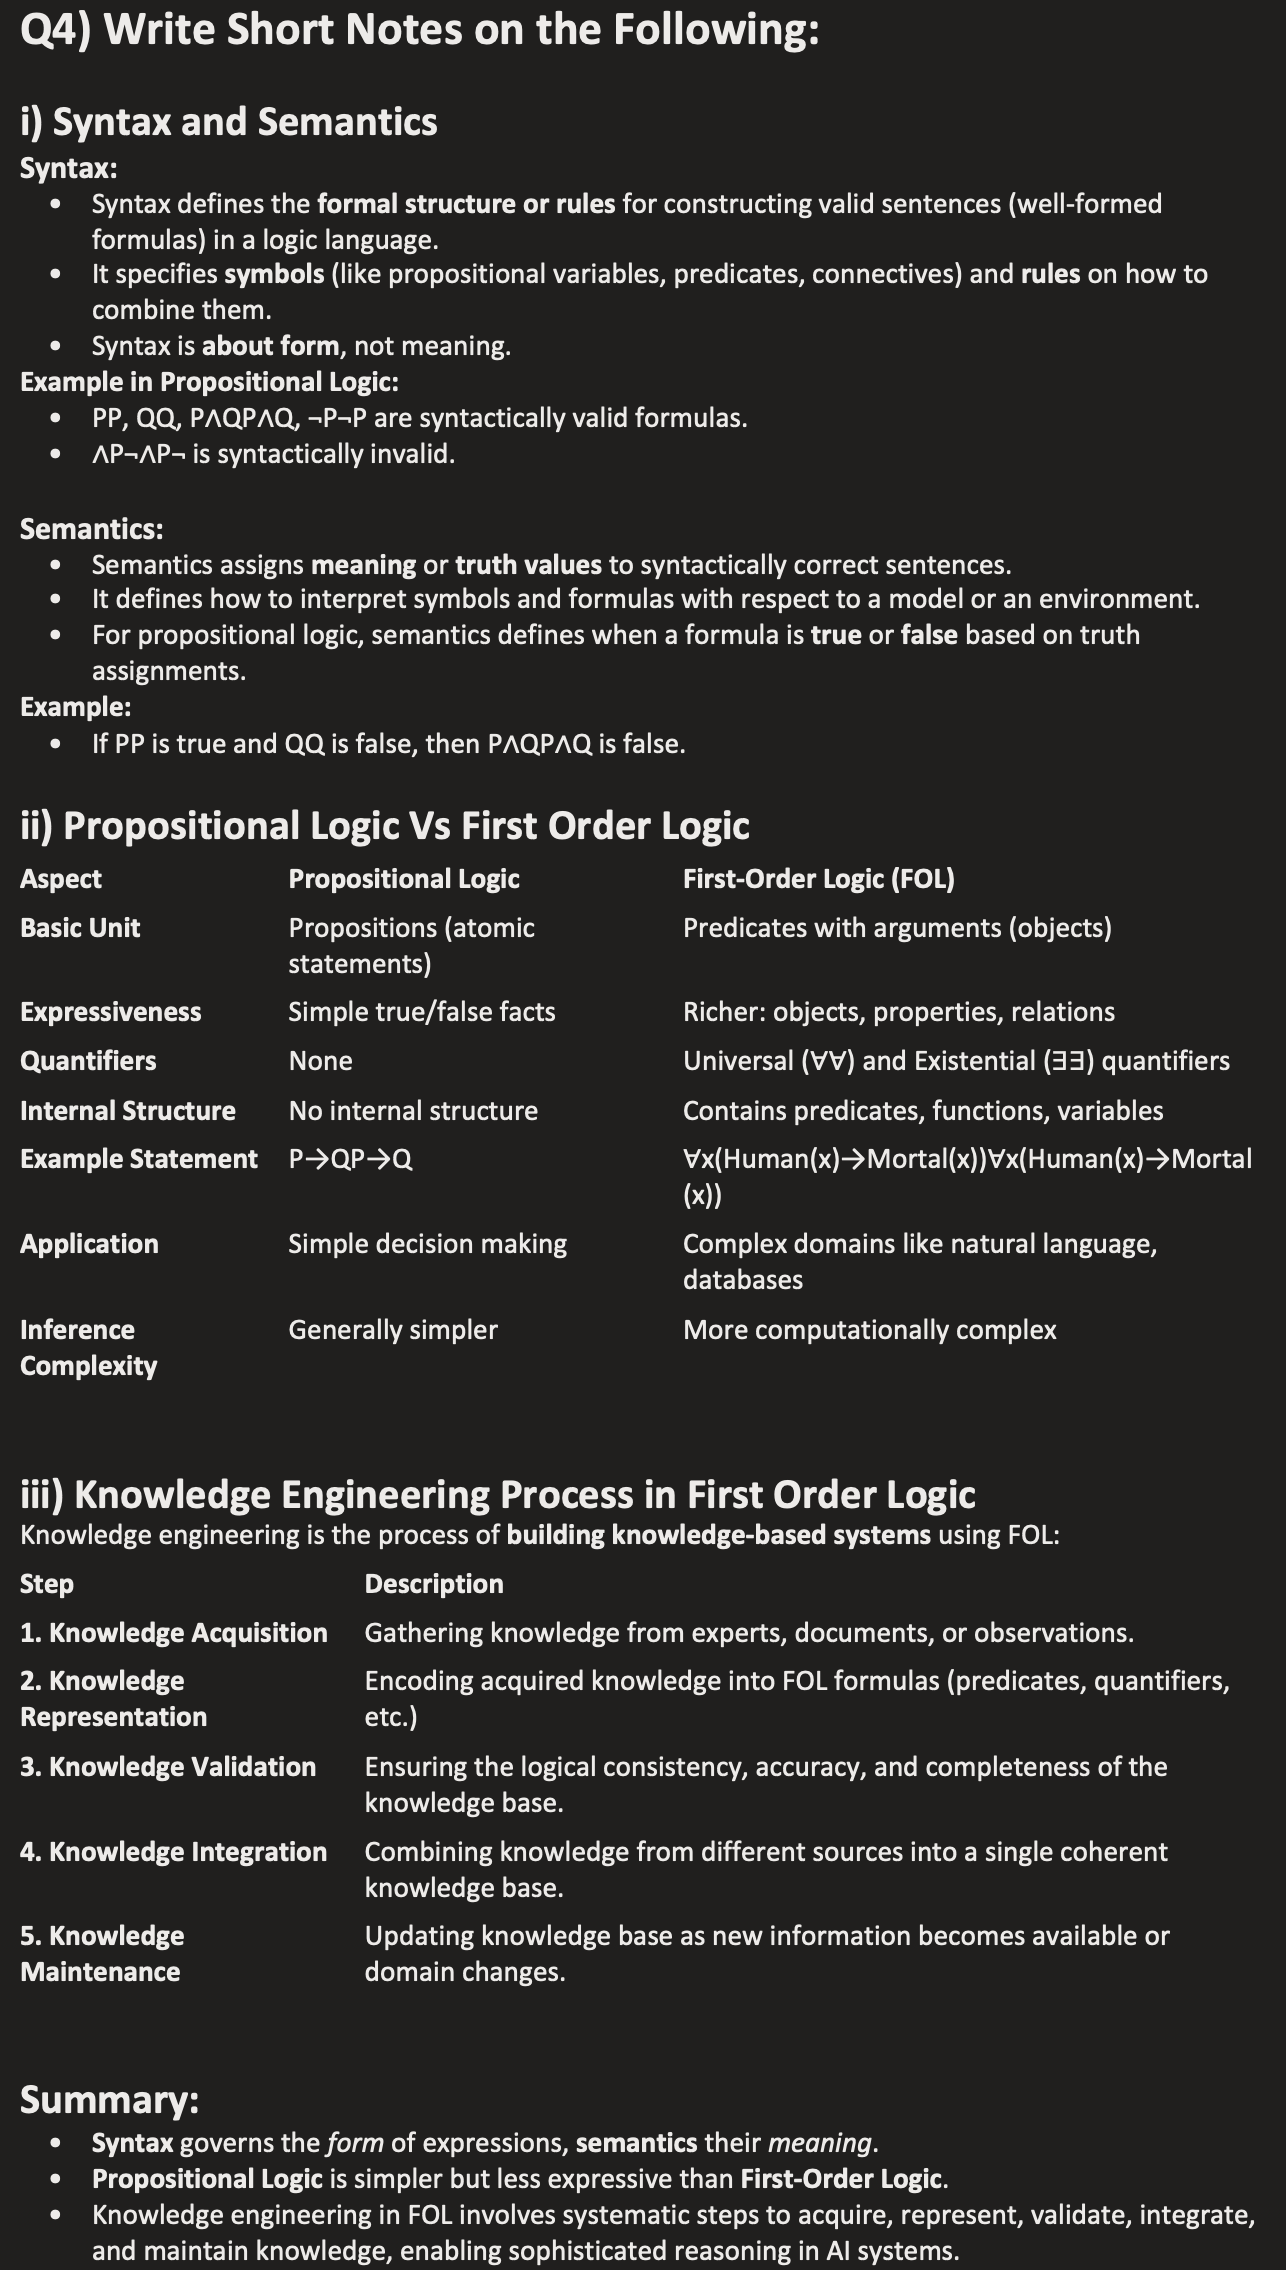 Q4) Write Short Notes on the Following:
i) Syntax and Semantics
Syntax:
• Syntax defines the formal structure or rules for constructing valid sentences (well-formed
formulas) in a logic language.
• It specifies symbols (like propositional variables, predicates, connectives) and rules on how to
combine them.
• Syntax is about form, not meaning.
Example in Propositional Logic:
• PP, QQ, P∧QP∧Q, ¬P¬P are syntactically valid formulas.
• ∧P¬∧P¬ is syntactically invalid.
Semantics:
• Semantics assigns meaning or truth values to syntactically correct sentences.
• It defines how to interpret symbols and formulas with respect to a model or an environment.
• For propositional logic, semantics defines when a formula is true or false based on truth
assignments.
Example:
• If PP is true and QQ is false, then P∧QP∧Q is false.
ii) Propositional Logic Vs First Order Logic
Aspect Propositional Logic First-Order Logic (FOL)
Basic Unit Propositions (atomic Predicates with arguments (objects)
statements)
Expressiveness Simple true/false facts Richer: objects, properties, relations
Quantifiers None Universal (∀∀) and Existential (∃∃) quantifiers
Internal Structure No internal structure Contains predicates, functions, variables
Example Statement P→QP→Q ∀x(Human(x)→Mortal(x))∀x(Human(x)→Mortal
(x))
Application Simple decision making Complex domains like natural language,
databases
Inference Generally simpler More computationally complex
Complexity
iii) Knowledge Engineering Process in First Order Logic
Knowledge engineering is the process of building knowledge-based systems using FOL:
Step Description
1. Knowledge Acquisition Gathering knowledge from experts, documents, or observations.
2. Knowledge Encoding acquired knowledge into FOL formulas (predicates, quantifiers,
Representation etc.)
3. Knowledge Validation Ensuring the logical consistency, accuracy, and completeness of the
knowledge base.
4. Knowledge Integration Combining knowledge from different sources into a single coherent
knowledge base.
5. Knowledge Updating knowledge base as new information becomes available or
Maintenance domain changes.
Summary:
• Syntax governs the form of expressions, semantics their meaning.
• Propositional Logic is simpler but less expressive than First-Order Logic.
• Knowledge engineering in FOL involves systematic steps to acquire, represent, validate, integrate,
and maintain knowledge, enabling sophisticated reasoning in AI systems.